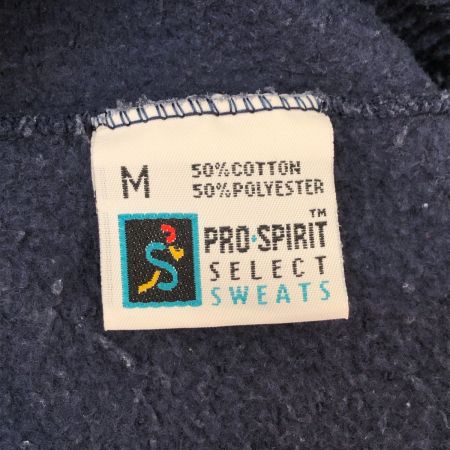 M
50% COTTON
50% POLYESTER
PRO·SPIRIT™
SELECT
SWEATS